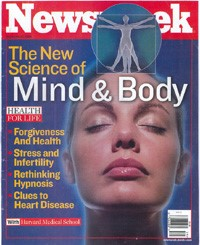 Newsweek
The New
Science of
Mind & Body
HEALTH
FOR LIFE
Forgiveness
And Health
Stress and
Infertility
Rethinking
Hypnosis
Clues to
Heart Disease
With Harvard Medical School